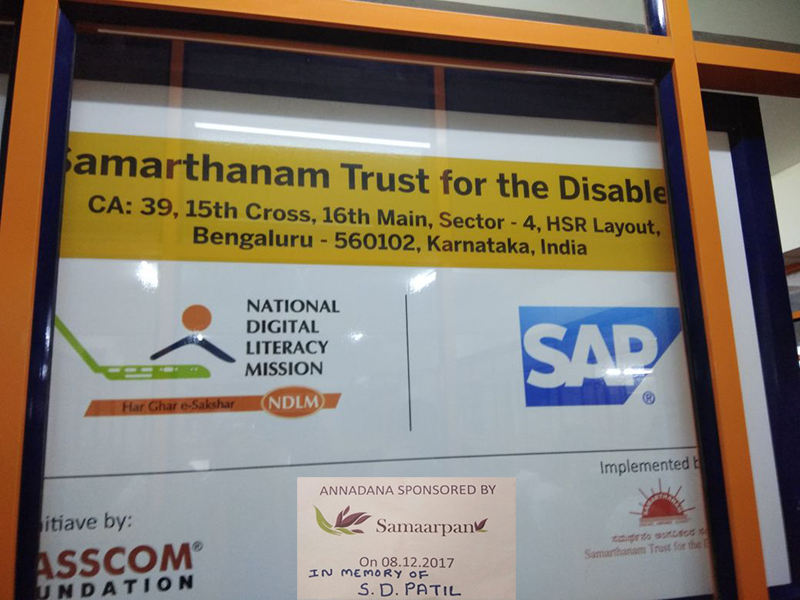 Samarthanam Trust for the Disable
CA: 39, 15th Cross, 16th Main, Sector - 4, HSR Layout,
Bengaluru - 560102, Karnataka, India
NATIONAL
DIGITAL
LITERACY
MISSION
Har Ghar e-Sakshar
NDLM
SAP®
Implemented b
itiave by:
ASSCOM®
UNDATION
Samarthanam Trust for the D
ANNADANA SPONSORED BY
Samaarpan
On 08.12.2017
IN MEMORY OF
S. D. PATIL